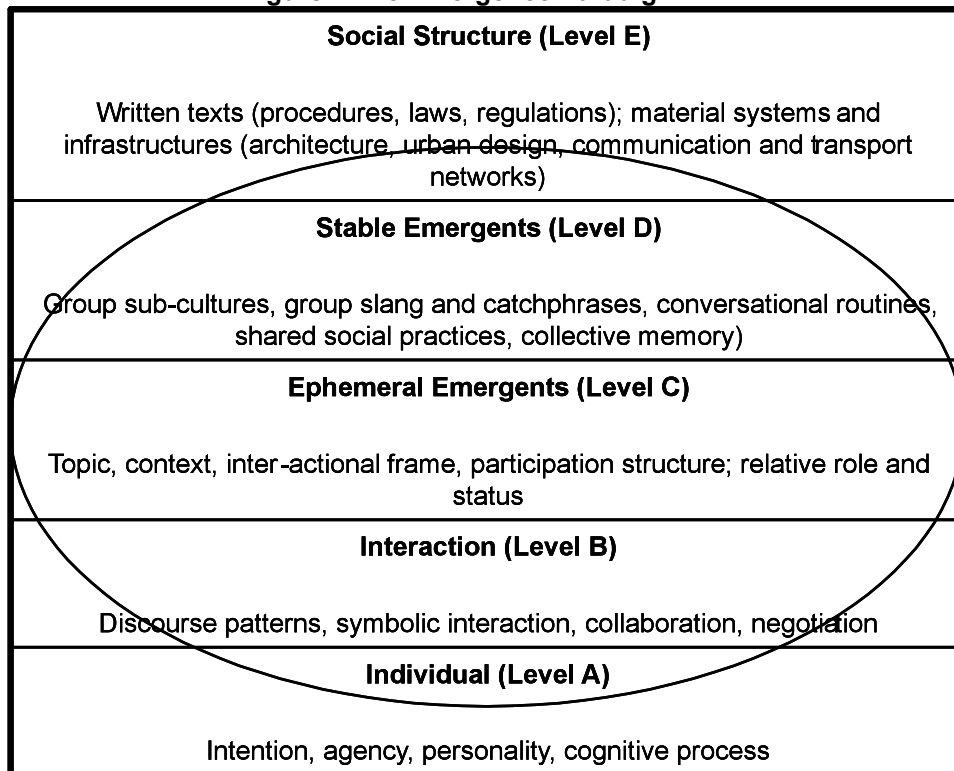 Social Structure (Level E)
Written texts (procedures, laws, regulations); material systems and
infrastructures (architecture, urban design, communication and transport
networks)
Stable Emergents (Level D)
Group sub-cultures, group slang and catchphrases, conversational routines,
shared social practices, collective memory)
Ephemeral Emergents (Level C)
Topic, context, inter-actional frame, participation structure; relative role and
status
Interaction (Level B)
Discourse patterns, symbolic interaction, collaboration, negotiation
Individual (Level A)
Intention, agency, personality, cognitive process